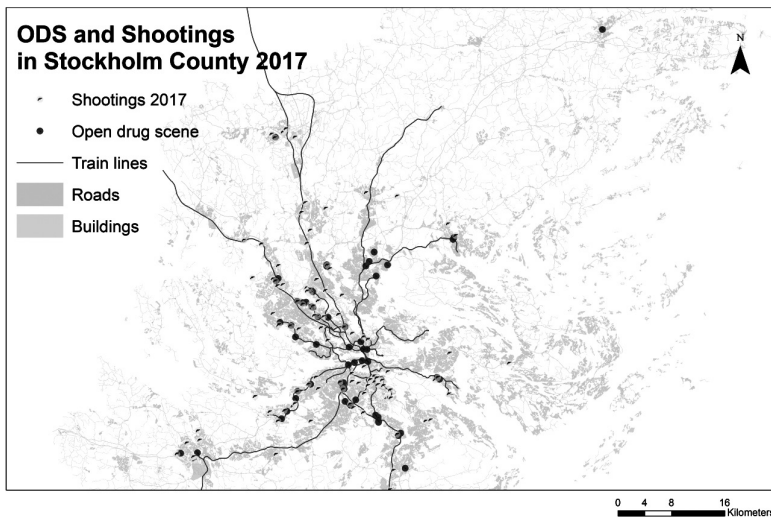 ODS and Shootings
in Stockholm County 2017
Shootings 2017
Open drug scene
Train lines
Roads
Buildings
N
0 4 8 16
Kilometers